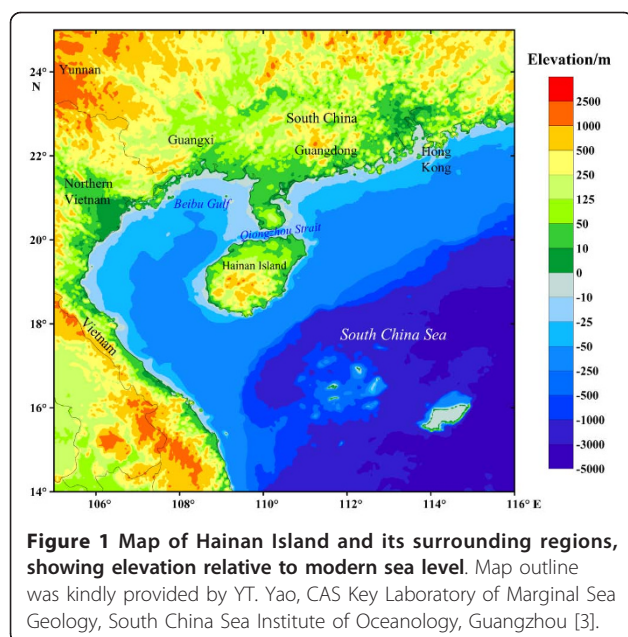 Elevation/m
24°
N
Yunnan
South China
Guangxi
Guangdong
22°
Hong
Kong
Northern
Vietnam
Beibu Gulf
Qiongzhou Strait
20°
Hainan Island
18°
Vietnam
South China Sea
16°
14°
106°
108°
110°
112°
114°
116° E
2500
1000
500
250
125
50
10
0
-10
-25
-50
-250
-500
-1000
-3000
-5000
Figure 1 Map of Hainan Island and its surrounding regions,
showing elevation relative to modern sea level. Map outline
was kindly provided by YT. Yao, CAS Key Laboratory of Marginal Sea
Geology, South China Sea Institute of Oceanology, Guangzhou [3].